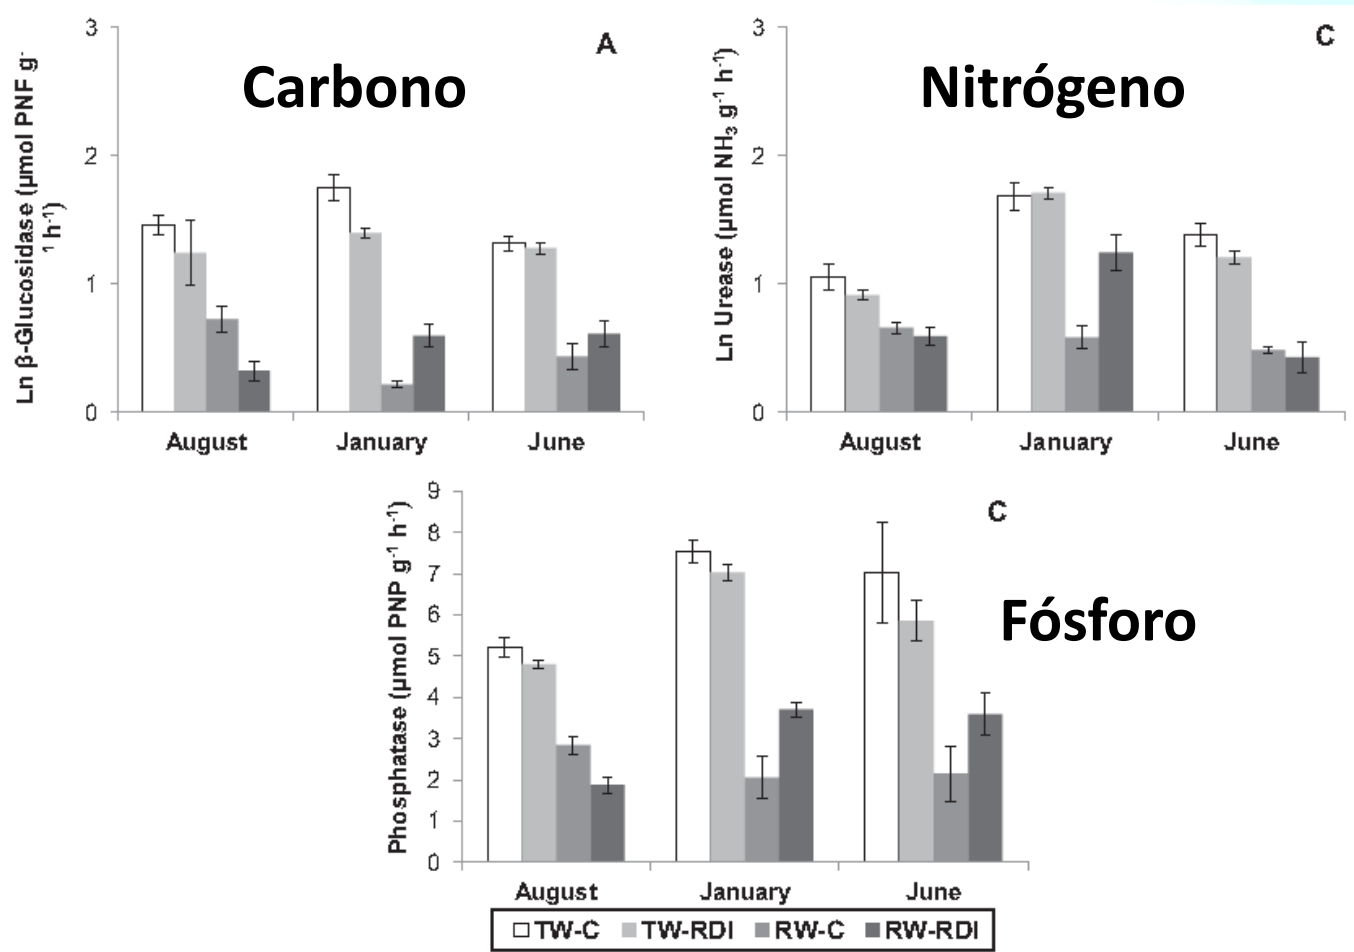 A
Carbono
Ln β-Glucosidase (µmol PNF g⁻
¹ h⁻¹)
3
2
1
0
August January June
C
Nitrógeno
Ln Urease (µmol NH₃ g⁻¹ h⁻¹)
3
2
1
0
August January June
C
Fósforo
Phosphatase (µmol PNP g⁻¹ h⁻¹)
9
8
7
6
5
4
3
2
1
0
August January June
TW-C TW-RDI RW-C RW-RDI